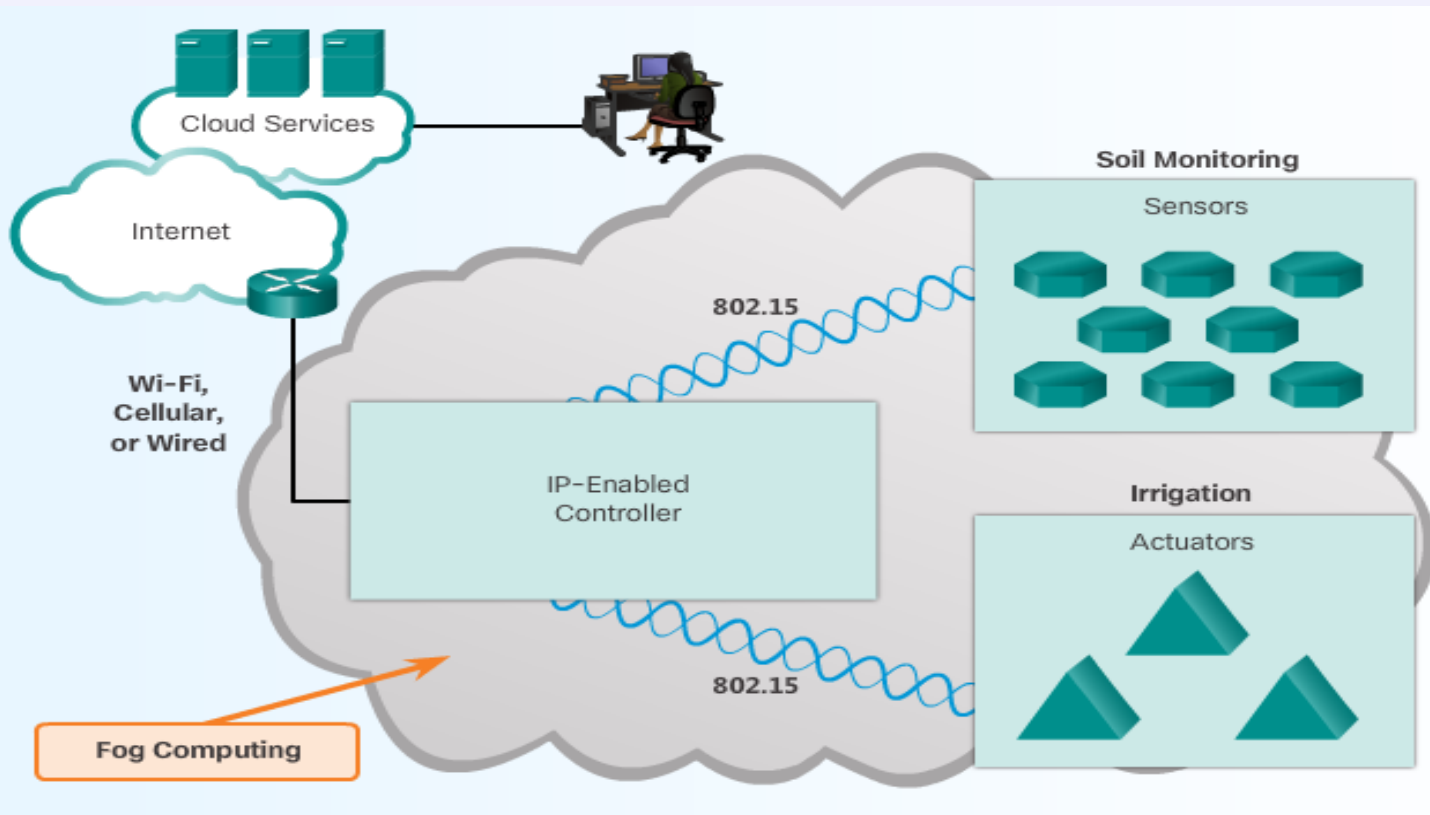 Cloud Services
Internet
Soil Monitoring
Sensors
802.15
Wi-Fi,
Cellular,
or Wired
IP-Enabled
Controller
Irrigation
Actuators
802.15
Fog Computing